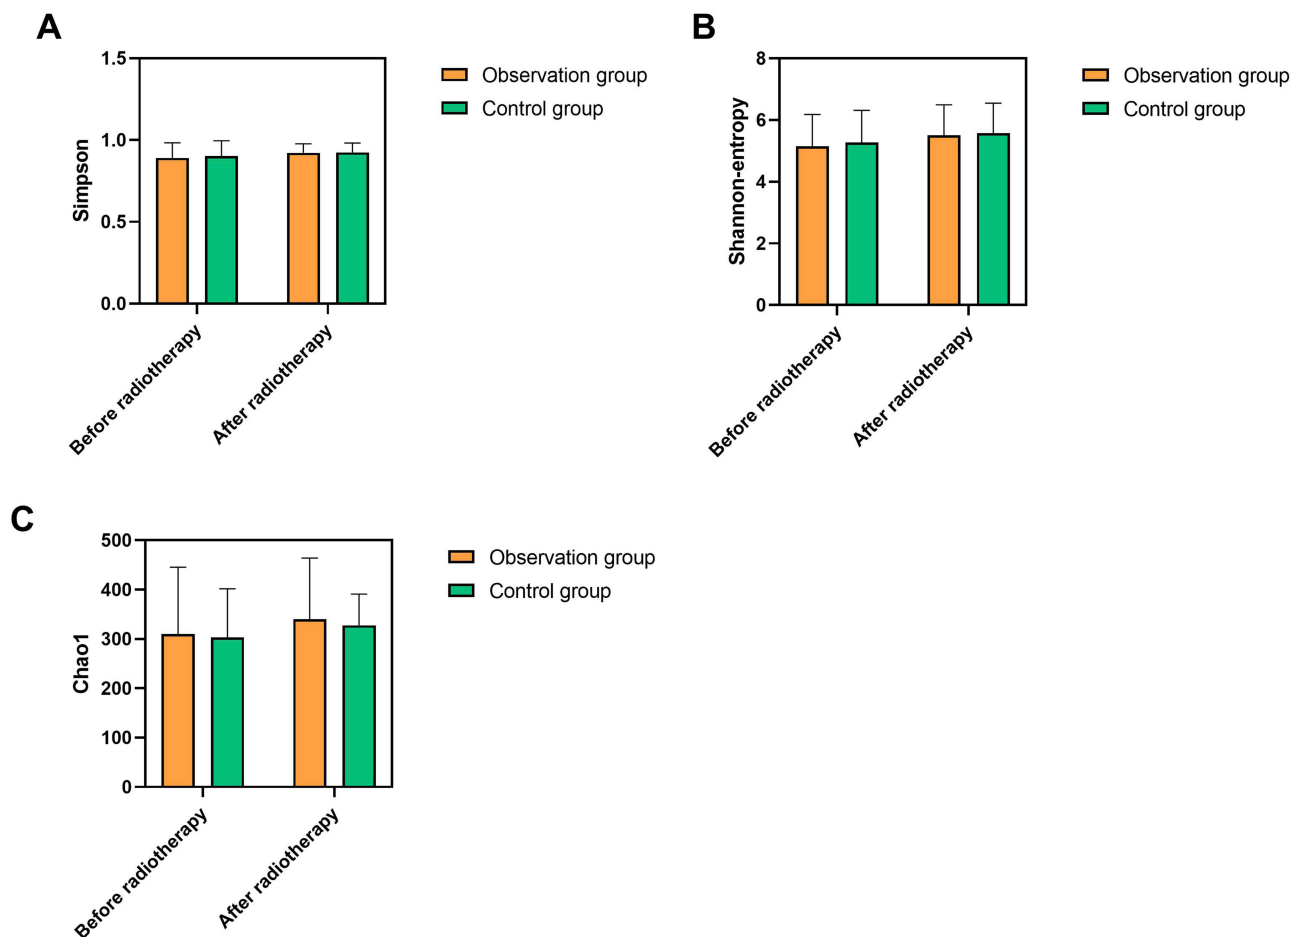 A
Simpson
1.5
1.0
0.5
0.0
Before radiotherapy
After radiotherapy
Observation group
Control group
B
Shannon-entropy
8
6
4
2
0
Before radiotherapy
After radiotherapy
Observation group
Control group
C
Chao1
500
400
300
200
100
0
Before radiotherapy
After radiotherapy
Observation group
Control group